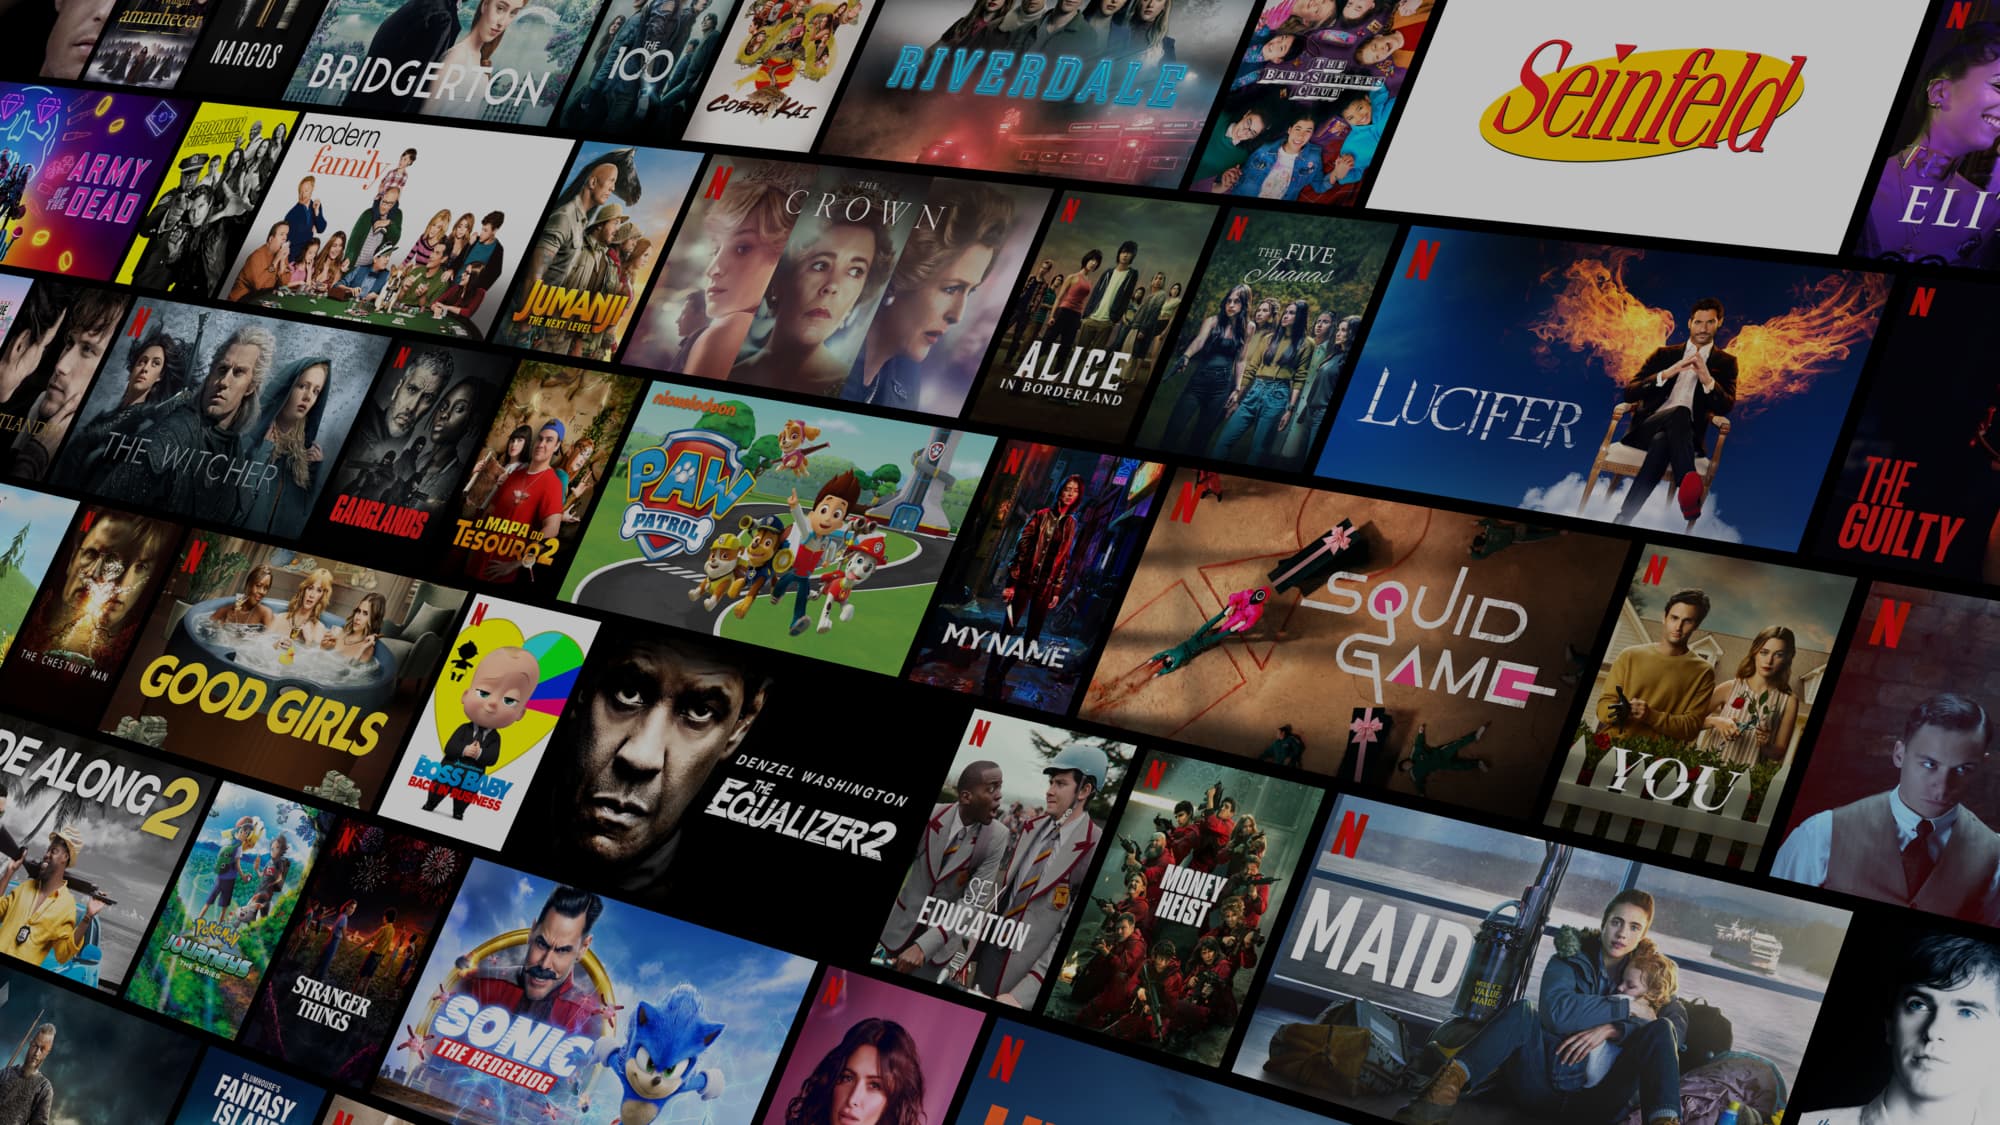 amanhecer
NARCOS
BRIDGERTON
THE
100
COBRA KAI
RIVERDALE
THE
BABY-SITTERS
CLUB
Seinfeld
N
ELI
ARMY
OF THE
DEAD
BROOKLYN
NINE-NINE
modern
family
JUMANJI
THE NEXT LEVEL
N
THE
CROWN
N
ALICE
IN BORDERLAND
N
THE FIVE
Juanas
N
LUCIFER
N
THE
GUILTY
TLAND
N
THE WITCHER
N
GANGLANDS
O MAPA DO
TESOURO 2
nickelodeon
PAW
PATROL
N
MY NAME
N
SQUID
GAME
N
YOU
N
N
THE CHESTNUT MAN
N
GOOD GIRLS
N
BOSS BABY
BACK IN BUSINESS
DENZEL WASHINGTON
THE
EQUALIZER 2
N
SEX
EDUCATION
N
MONEY
HEIST
N
MAID
VALUE
MAIDS
DE ALONG 2
POKÉMON
JOURNEYS
THE SERIES
N
STRANGER
THINGS
SONIC
THE HEDGEHOG
N
N
BLUMHOUSE'S
FANTASY
ISLAND
N